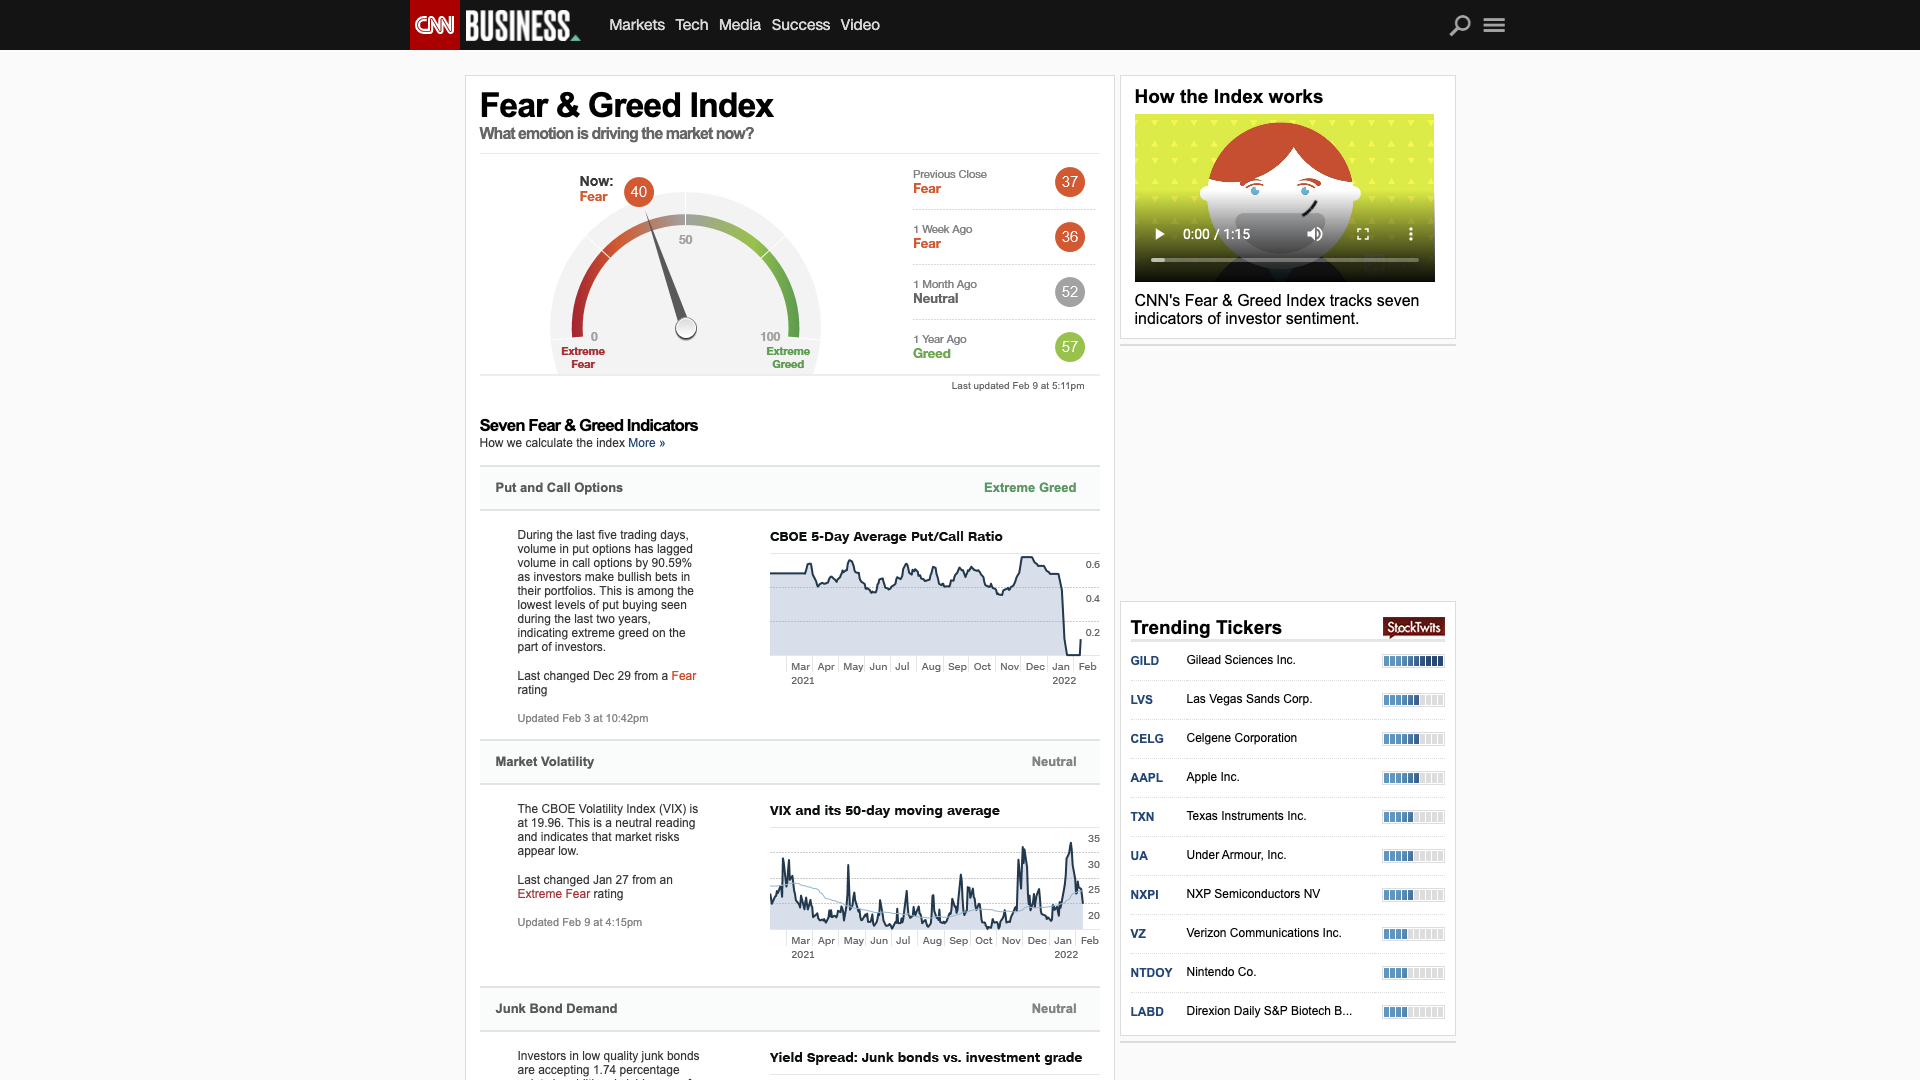 CNN BUSINESS Markets Tech Media Success Video
Fear & Greed Index
What emotion is driving the market now?
Now:
Fear
40
50
0
100
Extreme
Fear
Extreme
Greed
Previous Close
Fear
37
1 Week Ago
Fear
36
1 Month Ago
Neutral
52
1 Year Ago
Greed
57
Last updated Feb 9 at 5:11pm
Seven Fear & Greed Indicators
How we calculate the index More »
Put and Call Options
Extreme Greed
During the last five trading days,
volume in put options has lagged
volume in call options by 90.59%
as investors make bullish bets in
their portfolios. This is among the
lowest levels of put buying seen
during the last two years,
indicating extreme greed on the
part of investors.
Last changed Dec 29 from a Fear
rating
Updated Feb 3 at 10:42pm
CBOE 5-Day Average Put/Call Ratio
0.6
0.4
0.2
Mar Apr May Jun Jul Aug Sep Oct Nov Dec Jan Feb
2021 2022
Market Volatility
Neutral
The CBOE Volatility Index (VIX) is
at 19.96. This is a neutral reading
and indicates that market risks
appear low.
Last changed Jan 27 from an
Extreme Fear rating
Updated Feb 9 at 4:15pm
VIX and its 50-day moving average
35
30
25
20
Mar Apr May Jun Jul Aug Sep Oct Nov Dec Jan Feb
2021 2022
Junk Bond Demand
Neutral
Investors in low quality junk bonds
are accepting 1.74 percentage
Yield Spread: Junk bonds vs. investment grade
How the Index works
0:00 / 1:15
CNN's Fear & Greed Index tracks seven
indicators of investor sentiment.
Trending Tickers
StockTwits
GILD Gilead Sciences Inc.
LVS Las Vegas Sands Corp.
CELG Celgene Corporation
AAPL Apple Inc.
TXN Texas Instruments Inc.
UA Under Armour, Inc.
NXPI NXP Semiconductors NV
VZ Verizon Communications Inc.
NTDOY Nintendo Co.
LABD Direxion Daily S&P Biotech B...